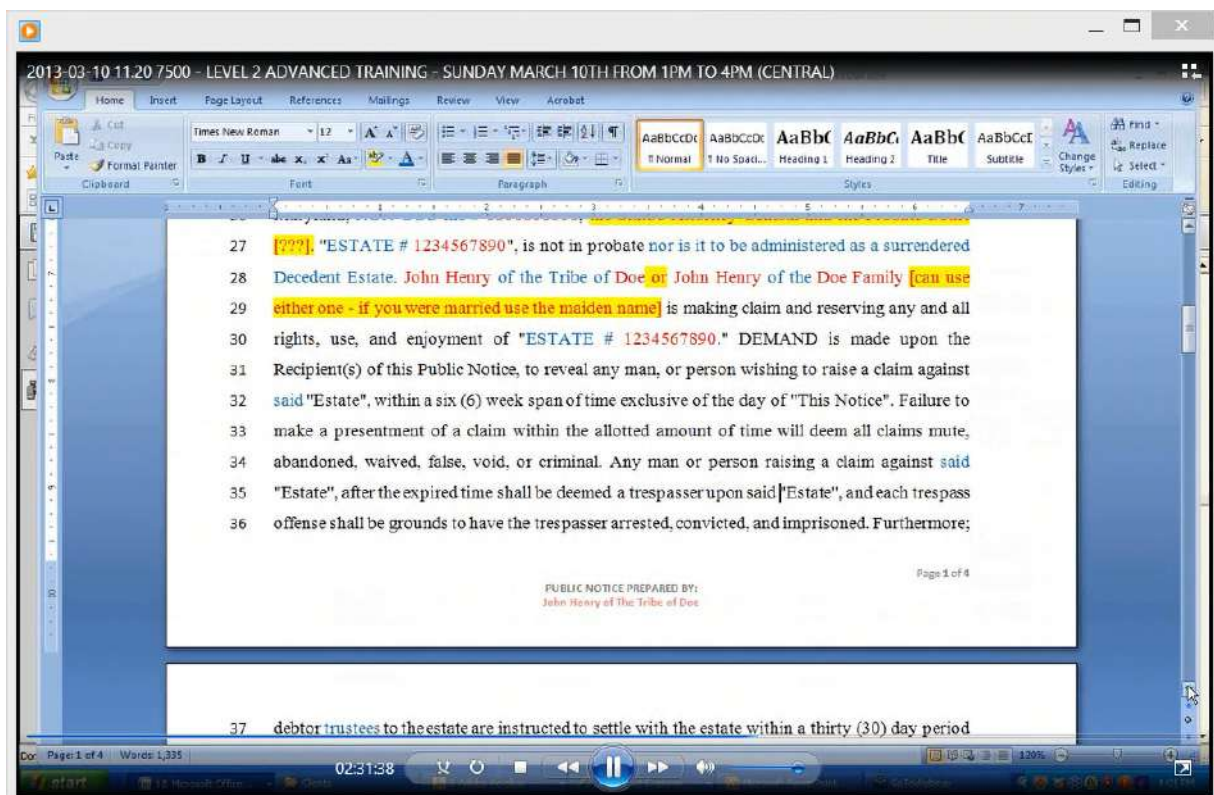 2013-03-10 11.20 7500 - LEVEL 2 ADVANCED TRAINING - SUNDAY MARCH 10TH FROM 1PM TO 4PM (CENTRAL)
Home Insert Page Layout References Mailings Review View Acrobat
Cut
Copy
Paste
Format Painter
Clipboard
Times New Roman 12
Font
Paragraph
AaBbCcDc AaBbCcDc AaBbC AaBbC AaBbC AaBbCcD
¶ Normal ¶ No Spaci... Heading 1 Heading 2 Title Subtitle
Change Styles
Styles
Find
Replace
Select
Editing
27 [???]. "ESTATE # 1234567890", is not in probate nor is it to be administered as a surrendered
28 Decedent Estate. John Henry of the Tribe of Doe or John Henry of the Doe Family [can use
29 either one - if you were married use the maiden name] is making claim and reserving any and all
30 rights, use, and enjoyment of "ESTATE # 1234567890." DEMAND is made upon the
31 Recipient(s) of this Public Notice, to reveal any man, or person wishing to raise a claim against
32 said "Estate", within a six (6) week span of time exclusive of the day of "This Notice". Failure to
33 make a presentment of a claim within the allotted amount of time will deem all claims mute,
34 abandoned, waived, false, void, or criminal. Any man or person raising a claim against said
35 "Estate", after the expired time shall be deemed a trespasser upon said "Estate", and each trespass
36 offense shall be grounds to have the trespasser arrested, convicted, and imprisoned. Furthermore;
Page 1 of 4
PUBLIC NOTICE PREPARED BY:
John Henry of The Tribe of Doe
37 debtor trustees to the estate are instructed to settle with the estate within a thirty (30) day period
Page: 1 of 4 Words: 1,335 120%
02:31:38
start